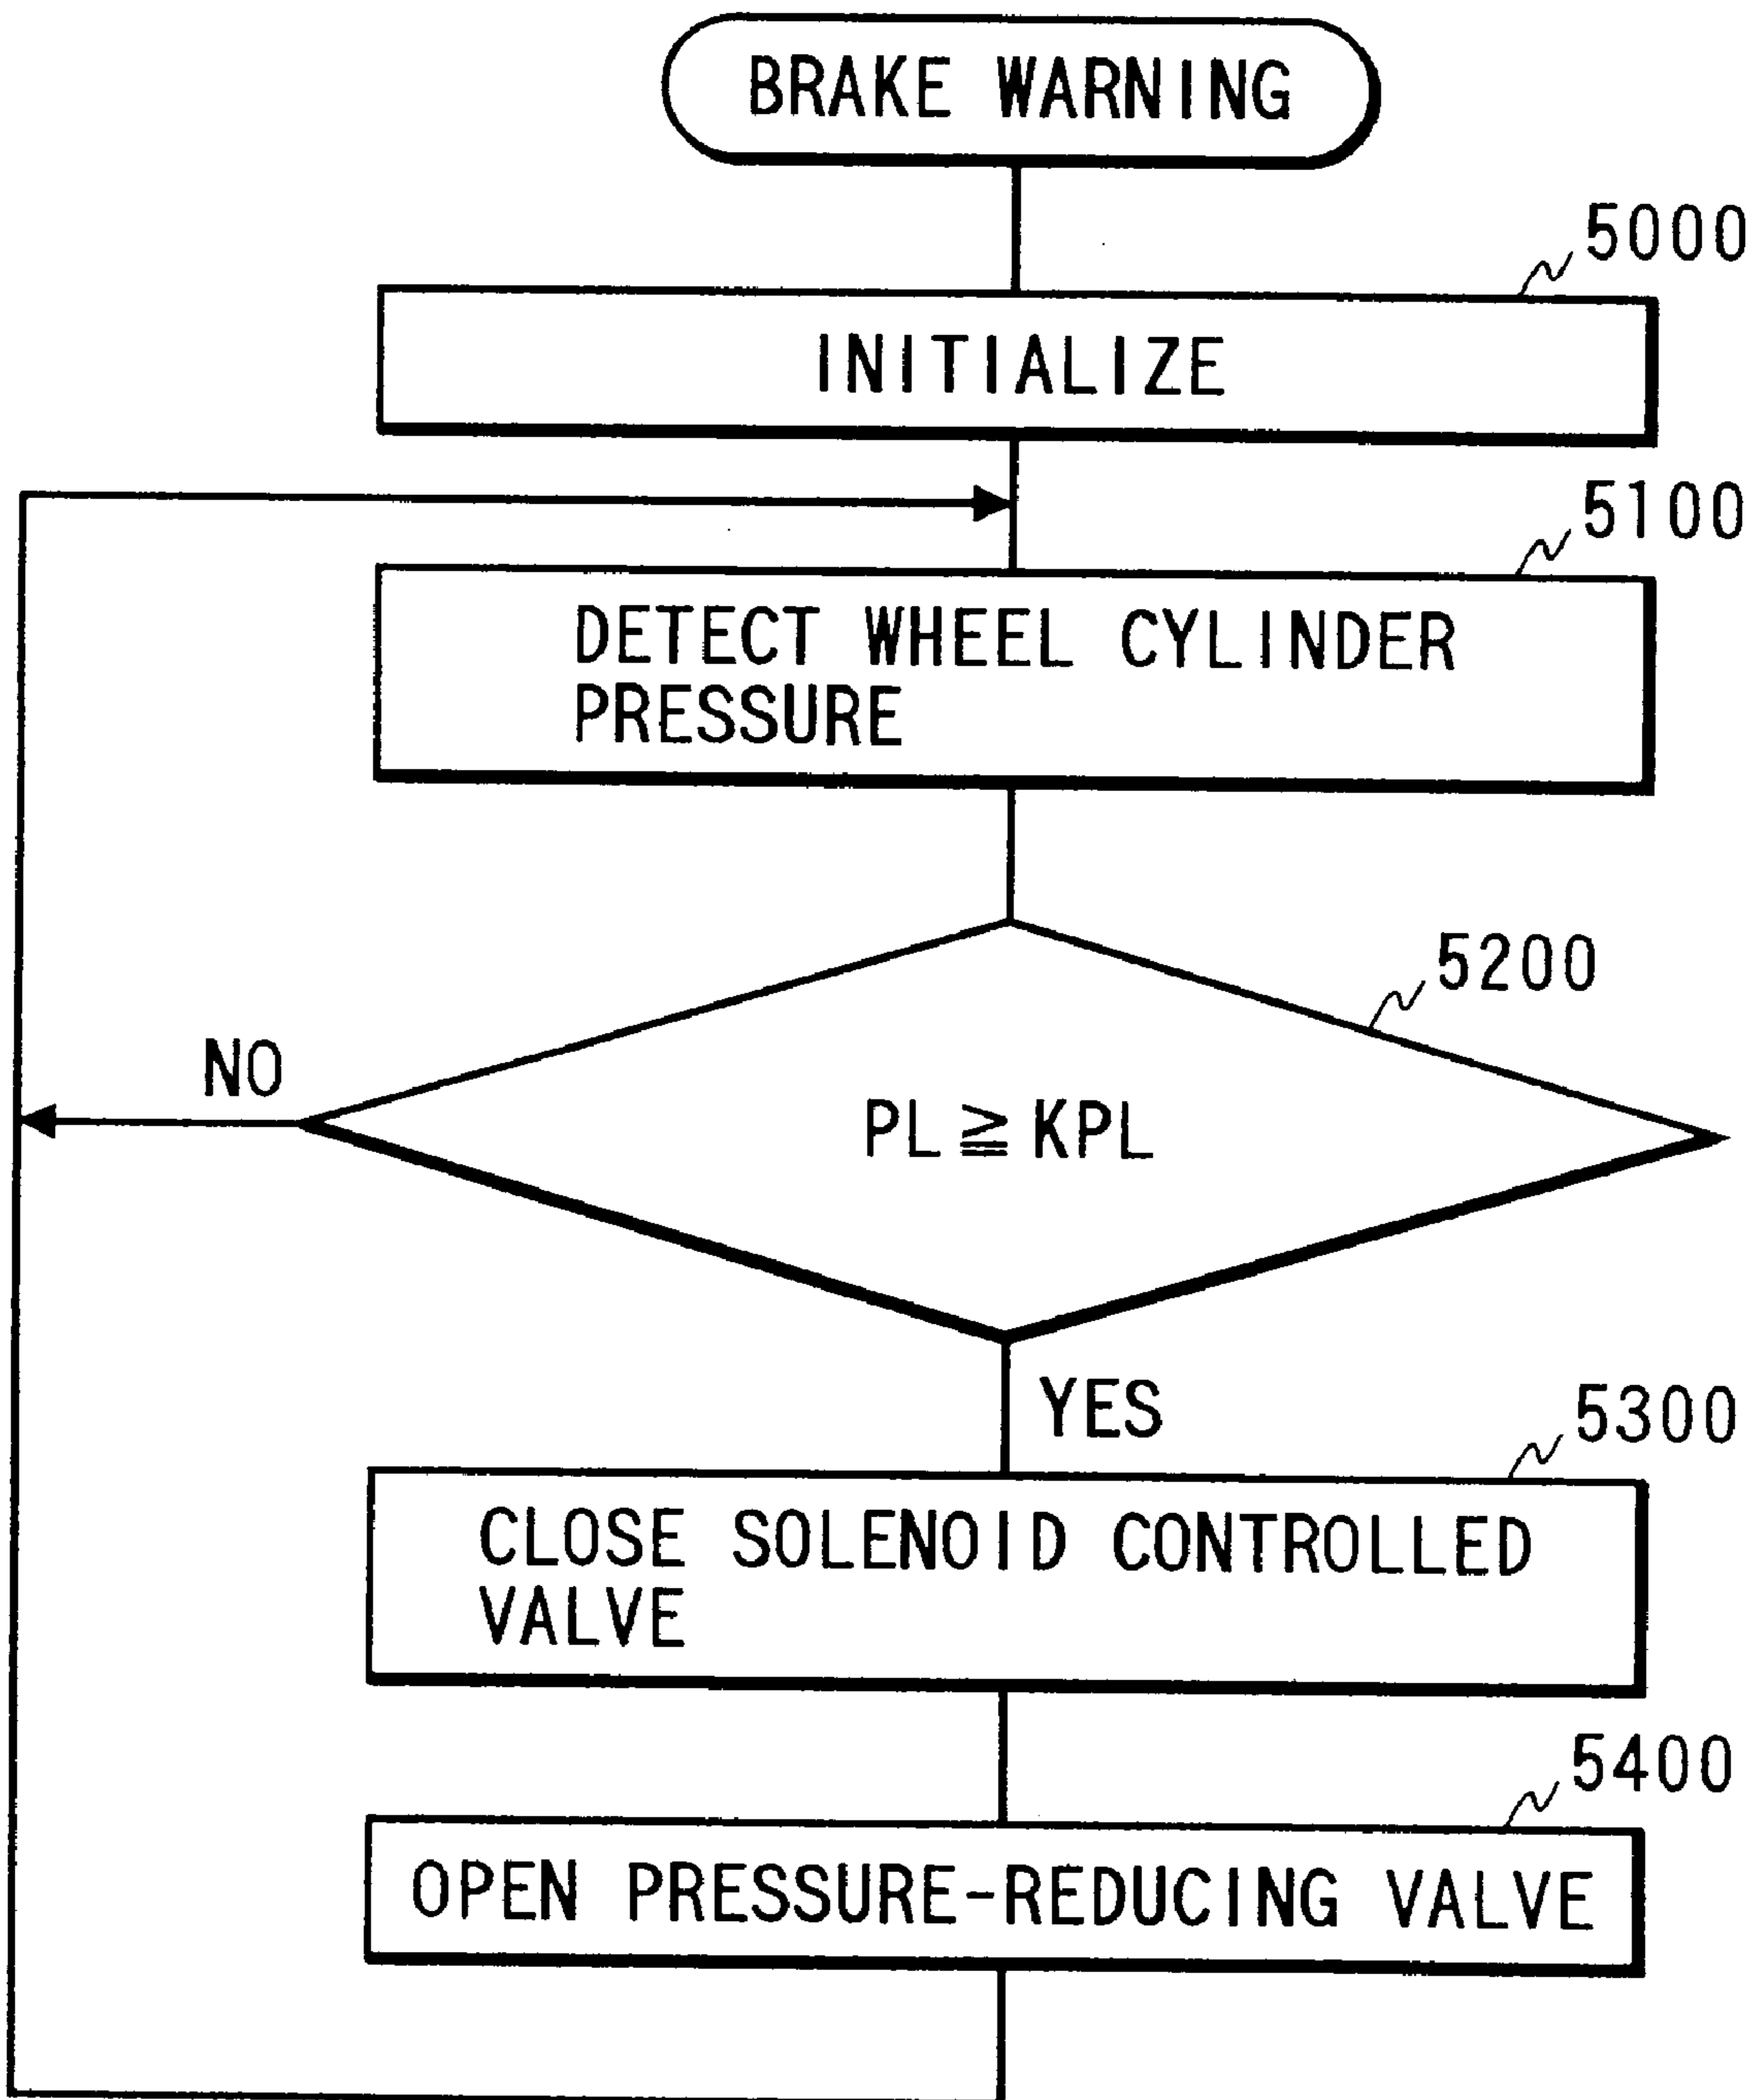 BRAKE WARNING
5000
INITIALIZE
5100
DETECT WHEEL CYLINDER
PRESSURE
5200
NO
PL ≧ KPL
YES
5300
CLOSE SOLENOID CONTROLLED
VALVE
5400
OPEN PRESSURE-REDUCING VALVE